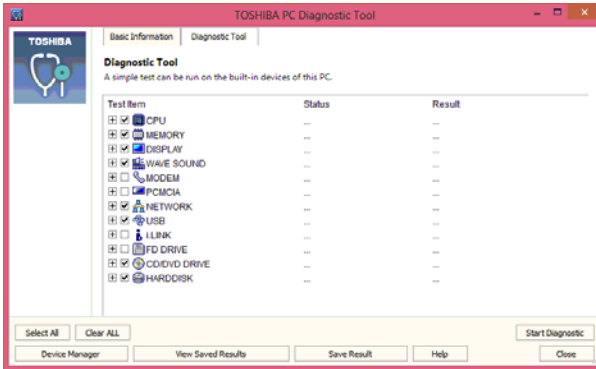 TOSHIBA PC Diagnostic Tool
TOSHIBA
Basic Information Diagnostic Tool
Diagnostic Tool
A simple test can be run on the built-in devices of this PC.
Test Item Status Result
CPU ... ...
MEMORY ... ...
DISPLAY ... ...
WAVE SOUND ... ...
MODEM ... ...
PCMCIA ... ...
NETWORK ... ...
USB ... ...
i.LINK ... ...
FD DRIVE ... ...
CD/DVD DRIVE ... ...
HARDDISK ... ...
Select All Clear ALL Start Diagnostic
Device Manager View Saved Results Save Result Help Close